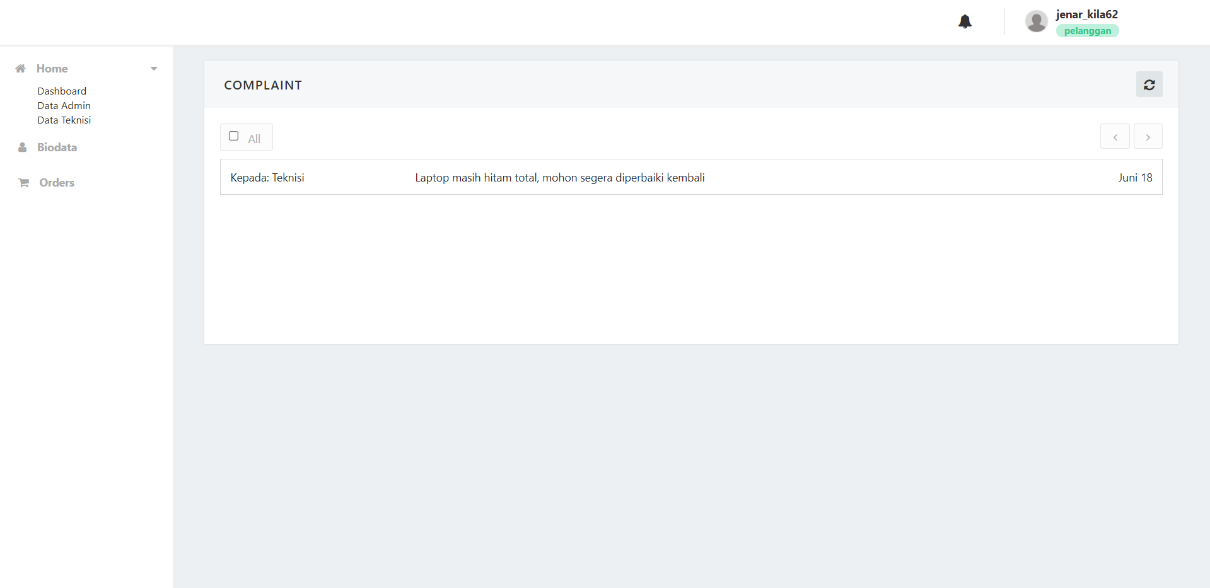 jenar_kila62
pelanggan
Home
Dashboard
Data Admin
Data Teknisi
Biodata
Orders
COMPLAINT
All
Kepada: Teknisi Laptop masih hitam total, mohon segera diperbaiki kembali Juni 18